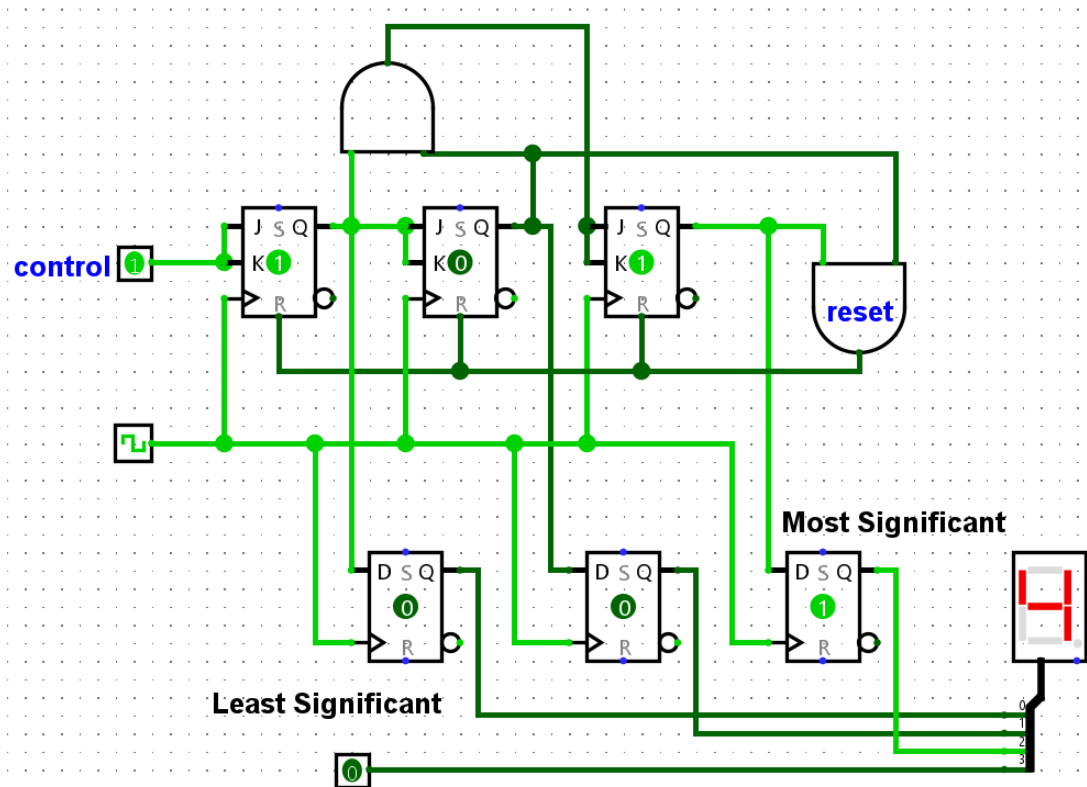 J S Q
J S Q
J S Q
control 1
K 1
K 0
K 1
R
R
R
reset
Most Significant
D S Q
D S Q
D S Q
0
0
1
R
R
R
Least Significant
0
1
2
3
0